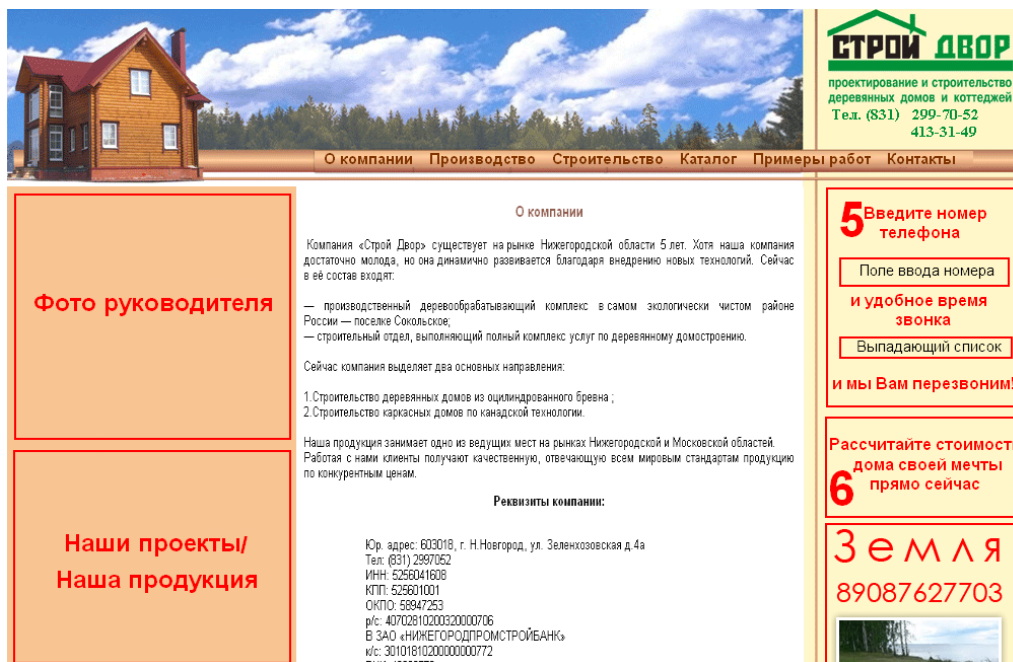 СТРОЙ ДВОР
проектирование и строительство
деревянных домов и коттеджей
Тел. (831) 299-70-52
413-31-49
О компании Производство Строительство Каталог Примеры работ Контакты
Фото руководителя
Наши проекты/
Наша продукция
О компании
Компания «Строй Двор» существует на рынке Нижегородской области 5 лет. Хотя наша компания
достаточно молода, но она динамично развивается благодаря внедрению новых технологий. Сейчас
в её состав входят:
— производственный деревообрабатывающий комплекс в самом экологически чистом районе
России — поселке Сокольское;
— строительный отдел, выполняющий полный комплекс услуг по деревянному домостроению.
Сейчас компания выделяет два основных направления:
1.Строительство деревянных домов из оцилиндрованного бревна ;
2.Строительство каркасных домов по канадской технологии.
Наша продукция занимает одно из ведущих мест на рынках Нижегородской и Московской областей.
Работая с нами клиенты получают качественную, отвечающую всем мировым стандартам продукцию
по конкурентным ценам.
Реквизиты компании:
Юр. адрес: 603018, г. Н.Новгород, ул. Зеленхозовская д.4а
Тел: (831) 2997052
ИНН: 5256041608
КПП: 525601001
ОКПО: 58947253
р/с: 40702810200320000706
В ЗАО «НИЖЕГОРОДПРОМСТРОЙБАНК»
к/с: 30101810200000000772
5 Введите номер
телефона
Поле ввода номера
и удобное время
звонка
Выпадающий список
и мы Вам перезвоним!
Рассчитайте стоимость
дома своей мечты
6 прямо сейчас
Земля
89087627703